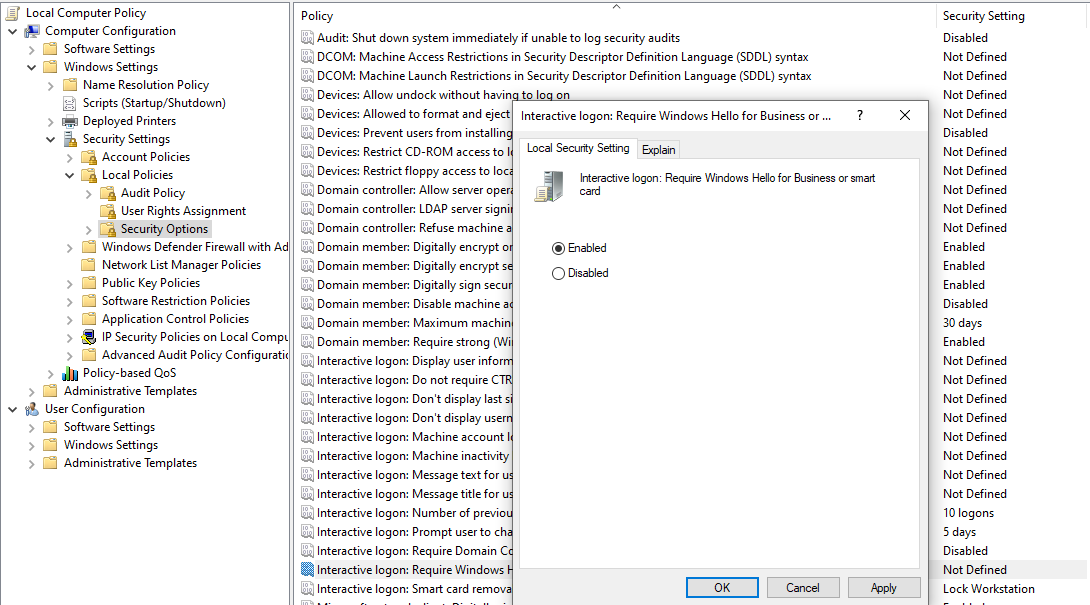 Local Computer Policy
Computer Configuration
Software Settings
Windows Settings
Name Resolution Policy
Scripts (Startup/Shutdown)
Deployed Printers
Security Settings
Account Policies
Local Policies
Audit Policy
User Rights Assignment
Security Options
Windows Defender Firewall with Ad
Network List Manager Policies
Public Key Policies
Software Restriction Policies
Application Control Policies
IP Security Policies on Local Compu
Advanced Audit Policy Configuratic
Policy-based QoS
Administrative Templates
User Configuration
Software Settings
Windows Settings
Administrative Templates
Policy Security Setting
Audit: Shut down system immediately if unable to log security audits Disabled
DCOM: Machine Access Restrictions in Security Descriptor Definition Language (SDDL) syntax Not Defined
DCOM: Machine Launch Restrictions in Security Descriptor Definition Language (SDDL) syntax Not Defined
Devices: Allow undock without having to log on Not Defined
Devices: Allowed to format and eject Not Defined
Devices: Prevent users from installing Disabled
Devices: Restrict CD-ROM access to lo Not Defined
Devices: Restrict floppy access to loca Not Defined
Domain controller: Allow server opera Not Defined
Domain controller: LDAP server signin Not Defined
Domain controller: Refuse machine a Not Defined
Domain member: Digitally encrypt or Enabled
Domain member: Digitally encrypt se Enabled
Domain member: Digitally sign secur Enabled
Domain member: Disable machine ac Disabled
Domain member: Maximum machin 30 days
Domain member: Require strong (Wi Enabled
Interactive logon: Display user inform Not Defined
Interactive logon: Do not require CTR Not Defined
Interactive logon: Don't display last si Not Defined
Interactive logon: Don't display usern Not Defined
Interactive logon: Machine account lo Not Defined
Interactive logon: Machine inactivity Not Defined
Interactive logon: Message text for us Not Defined
Interactive logon: Message title for us Not Defined
Interactive logon: Number of previou 10 logons
Interactive logon: Prompt user to cha 5 days
Interactive logon: Require Domain Co Disabled
Interactive logon: Require Windows H Not Defined
Interactive logon: Smart card remova Lock Workstation
Interactive logon: Require Windows Hello for Business or ... ?
Local Security Setting Explain
Interactive logon: Require Windows Hello for Business or smart
card
Enabled
Disabled
OK Cancel Apply